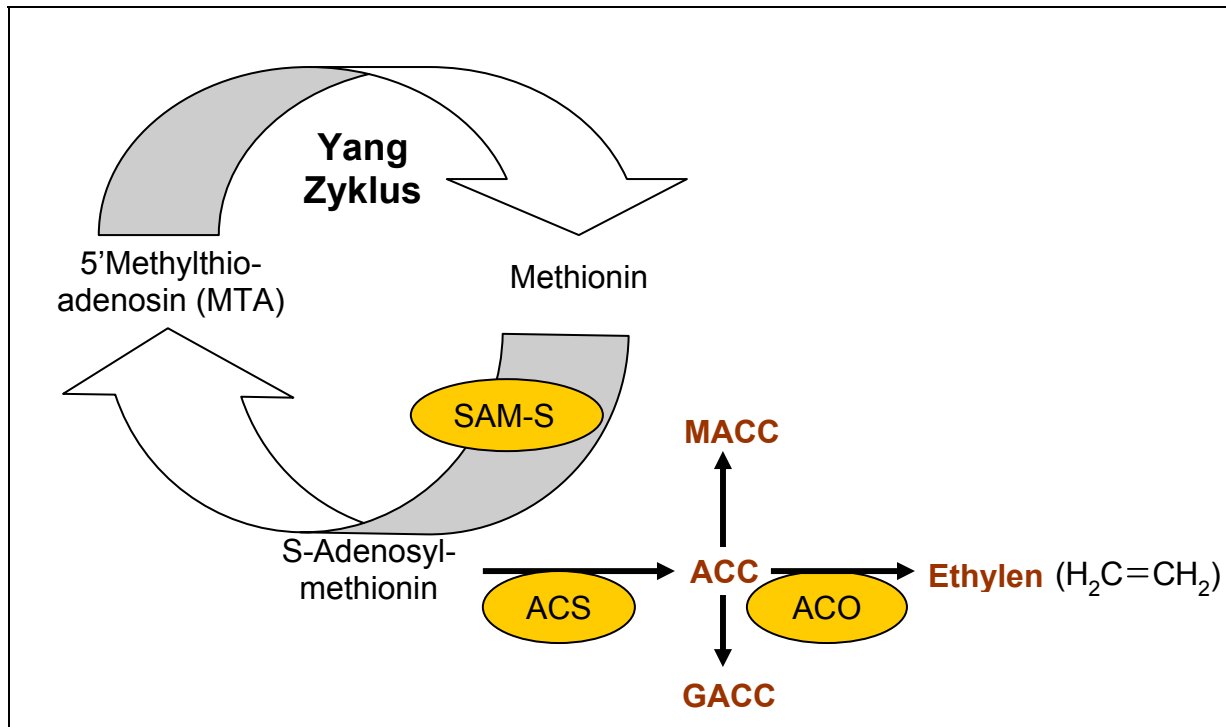 Yang
Zyklus
5’Methylthio-
adenosin (MTA)
Methionin
SAM-S
MACC
S-Adenosyl-
methionin
ACC
Ethylen (H₂C=CH₂)
ACS
ACO
GACC